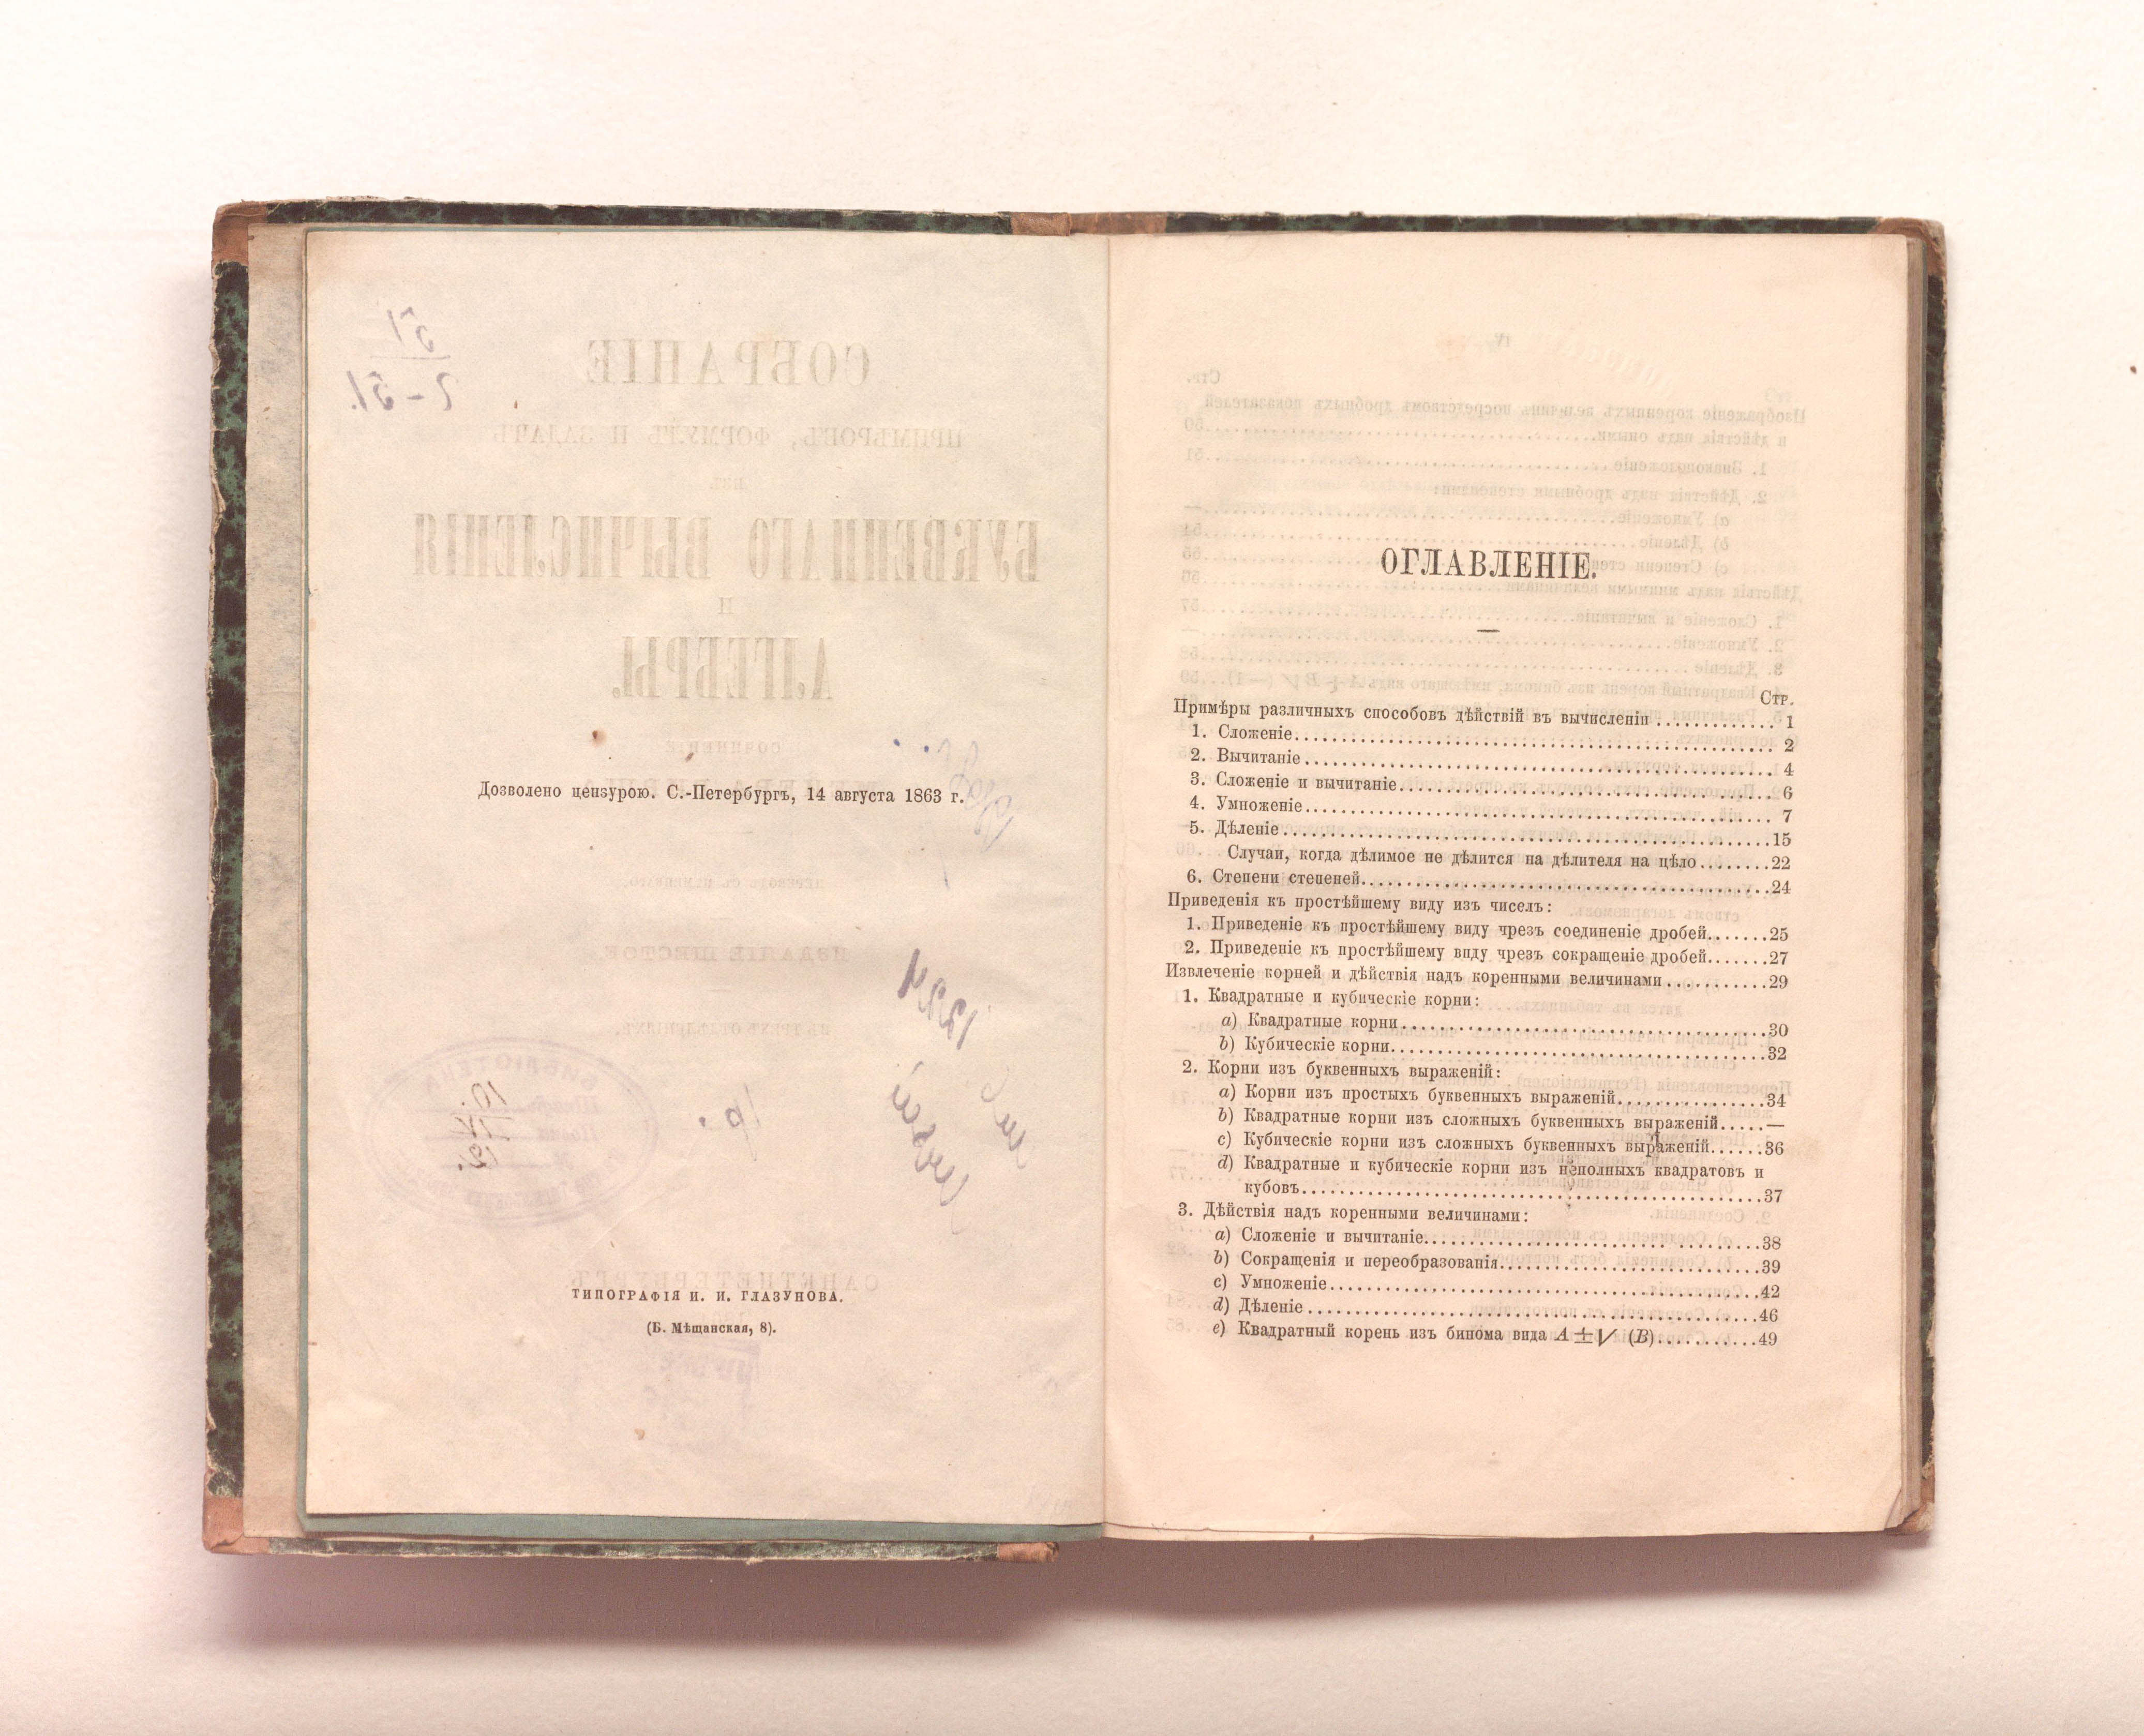 Дозволено цензурою. С.-Петербургъ, 14 августа 1863 г.
ТИПОГРАФІЯ И. И. ГЛАЗУНОВА.
(Б. Мѣщанская, 8).
ОГЛАВЛЕНІЕ.
Стр.
Примѣры различныхъ способовъ дѣйствій въ вычисленіи ............. 1
1. Сложеніе.................................................. 2
2. Вычитаніе................................................. 4
3. Сложеніе и вычитаніе...................................... 6
4. Умноженіе................................................. 7
5. Дѣленіе...................................................15
Случаи, когда дѣлимое не дѣлится на дѣлителя на цѣло........22
6. Степени степеней..........................................24
Приведенія къ простѣйшему виду изъ чиселъ:
1. Приведеніе къ простѣйшему виду чрезъ соединеніе дробей.......25
2. Приведеніе къ простѣйшему виду чрезъ сокращеніе дробей.......27
Извлеченіе корней и дѣйствія надъ коренными величинами...........29
1. Квадратные и кубическіе корни:
a) Квадратные корни.......................................30
b) Кубическіе корни.......................................32
2. Корни изъ буквенныхъ выраженій:
a) Корни изъ простыхъ буквенныхъ выраженій................34
b) Квадратные корни изъ сложныхъ буквенныхъ выраженій.....—
c) Кубическіе корни изъ сложныхъ буквенныхъ выраженій......36
d) Квадратные и кубическіе корни изъ неполныхъ квадратовъ и
кубовъ.................................................37
3. Дѣйствія надъ коренными величинами:
a) Сложеніе и вычитаніе...................................38
b) Сокращенія и переобразованія...........................39
c) Умноженіе..............................................42
d) Дѣленіе................................................46
e) Квадратный корень изъ бинома вида A ± √ (B)...........49